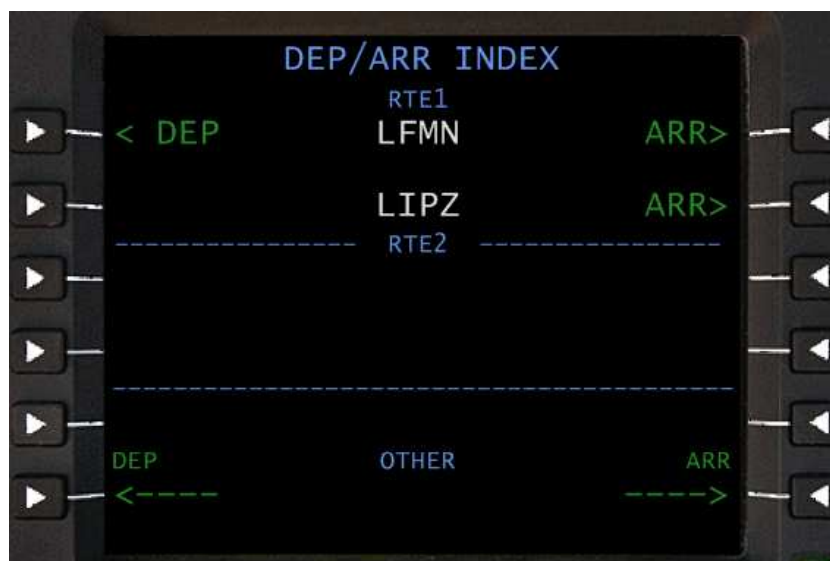 DEP/ARR INDEX
RTE1
< DEP LFMN ARR>
LIPZ ARR>
---------------- RTE2 ----------------
------------------------------------------
DEP OTHER ARR
<---- ---->